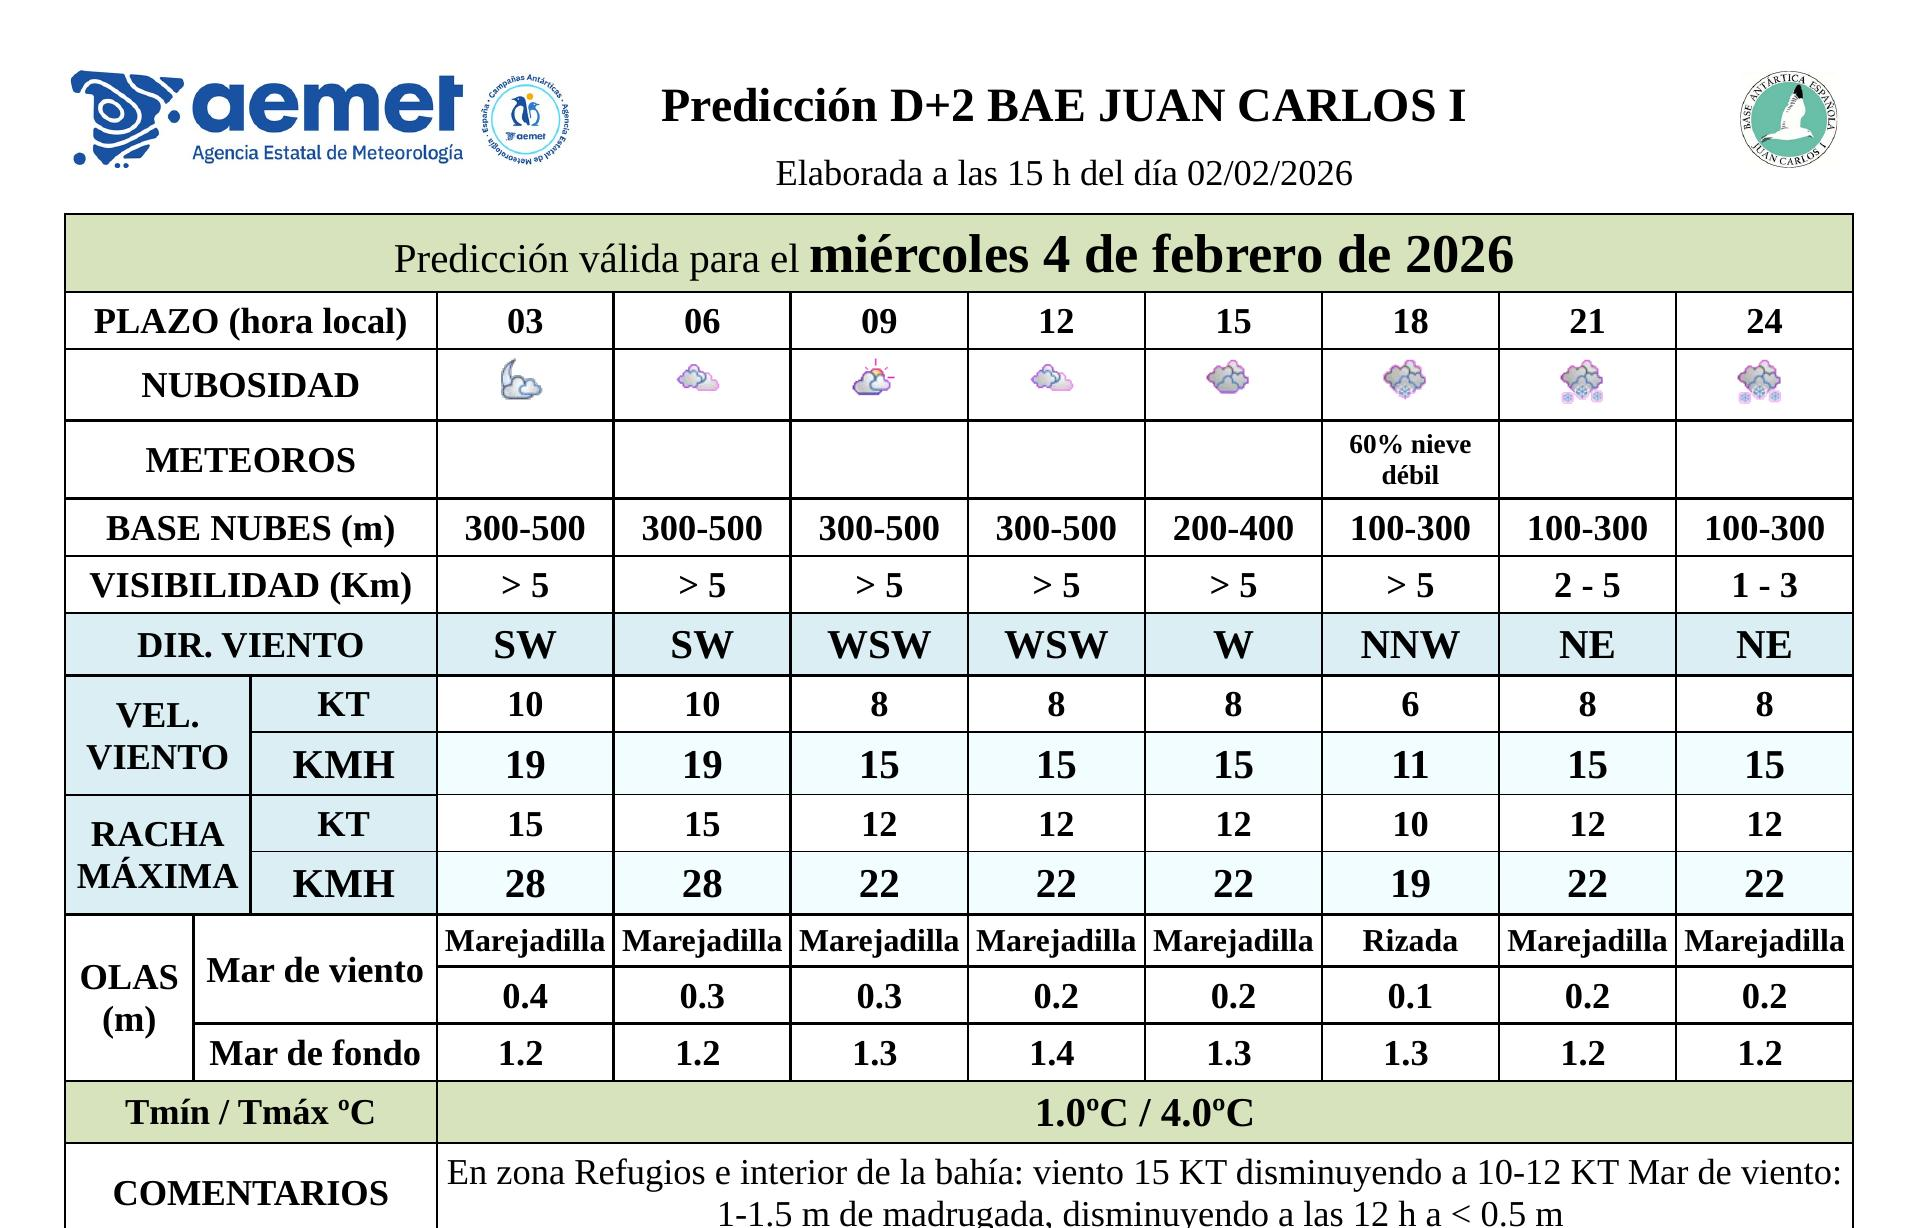 aemet
Agencia Estatal de Meteorología
Campañas Antárticas · Agencia Estatal de Meteorología · España ·
aemet
Predicción D+2 BAE JUAN CARLOS I
Elaborada a las 15 h del día 02/02/2026
BASE ANTÁRTICA ESPAÑOLA
JUAN CARLOS I
Predicción válida para el miércoles 4 de febrero de 2026
PLAZO (hora local) 03 06 09 12 15 18 21 24
NUBOSIDAD
METEOROS 60% nieve
débil
BASE NUBES (m) 300-500 300-500 300-500 300-500 200-400 100-300 100-300 100-300
VISIBILIDAD (Km) > 5 > 5 > 5 > 5 > 5 > 5 2 - 5 1 - 3
DIR. VIENTO SW SW WSW WSW W NNW NE NE
VEL.
VIENTO
KT 10 10 8 8 8 6 8 8
KMH 19 19 15 15 15 11 15 15
RACHA
MÁXIMA
KT 15 15 12 12 12 10 12 12
KMH 28 28 22 22 22 19 22 22
OLAS
(m)
Mar de viento
Marejadilla Marejadilla Marejadilla Marejadilla Marejadilla Rizada Marejadilla Marejadilla
0.4 0.3 0.3 0.2 0.2 0.1 0.2 0.2
Mar de fondo 1.2 1.2 1.3 1.4 1.3 1.3 1.2 1.2
Tmín / Tmáx ºC 1.0ºC / 4.0ºC
COMENTARIOS
En zona Refugios e interior de la bahía: viento 15 KT disminuyendo a 10-12 KT Mar de viento:
1-1.5 m de madrugada, disminuyendo a las 12 h a < 0.5 m